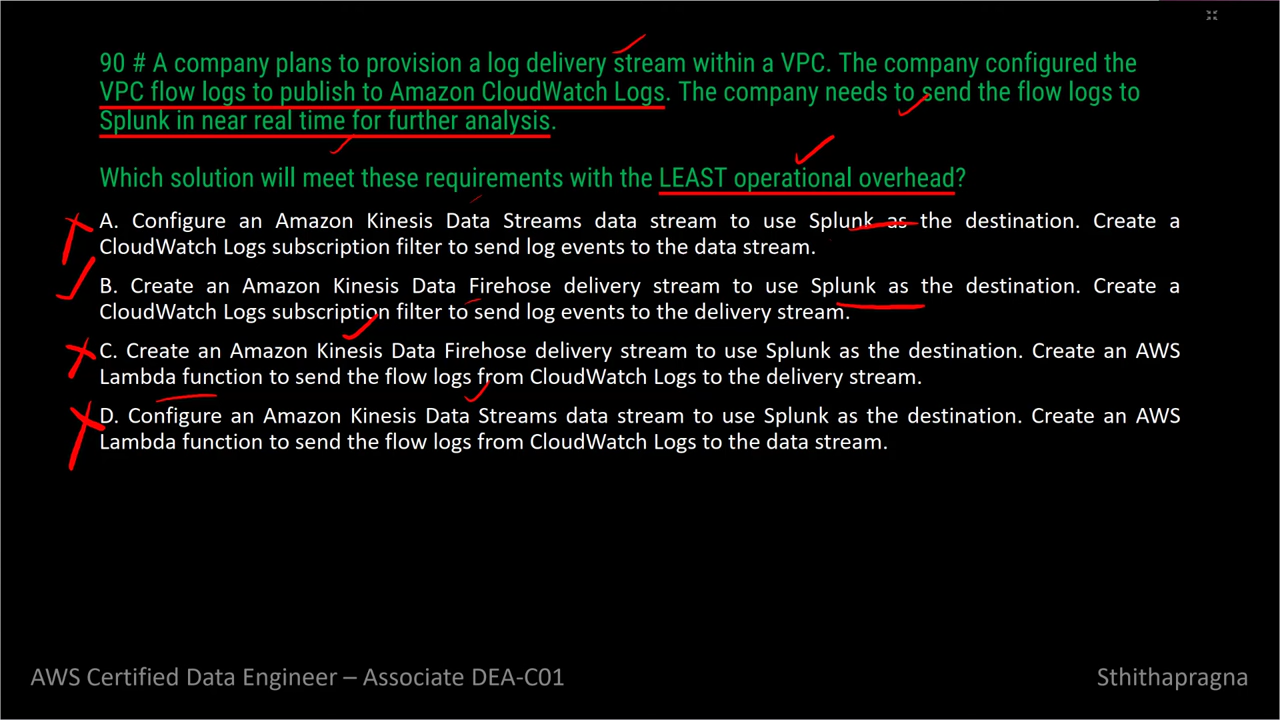 90 # A company plans to provision a log delivery stream within a VPC. The company configured the
VPC flow logs to publish to Amazon CloudWatch Logs. The company needs to send the flow logs to
Splunk in near real time for further analysis.
Which solution will meet these requirements with the LEAST operational overhead?
A. Configure an Amazon Kinesis Data Streams data stream to use Splunk as the destination. Create a
CloudWatch Logs subscription filter to send log events to the data stream.
B. Create an Amazon Kinesis Data Firehose delivery stream to use Splunk as the destination. Create a
CloudWatch Logs subscription filter to send log events to the delivery stream.
C. Create an Amazon Kinesis Data Firehose delivery stream to use Splunk as the destination. Create an AWS
Lambda function to send the flow logs from CloudWatch Logs to the delivery stream.
D. Configure an Amazon Kinesis Data Streams data stream to use Splunk as the destination. Create an AWS
Lambda function to send the flow logs from CloudWatch Logs to the data stream.
AWS Certified Data Engineer – Associate DEA-C01
Sthithapragna